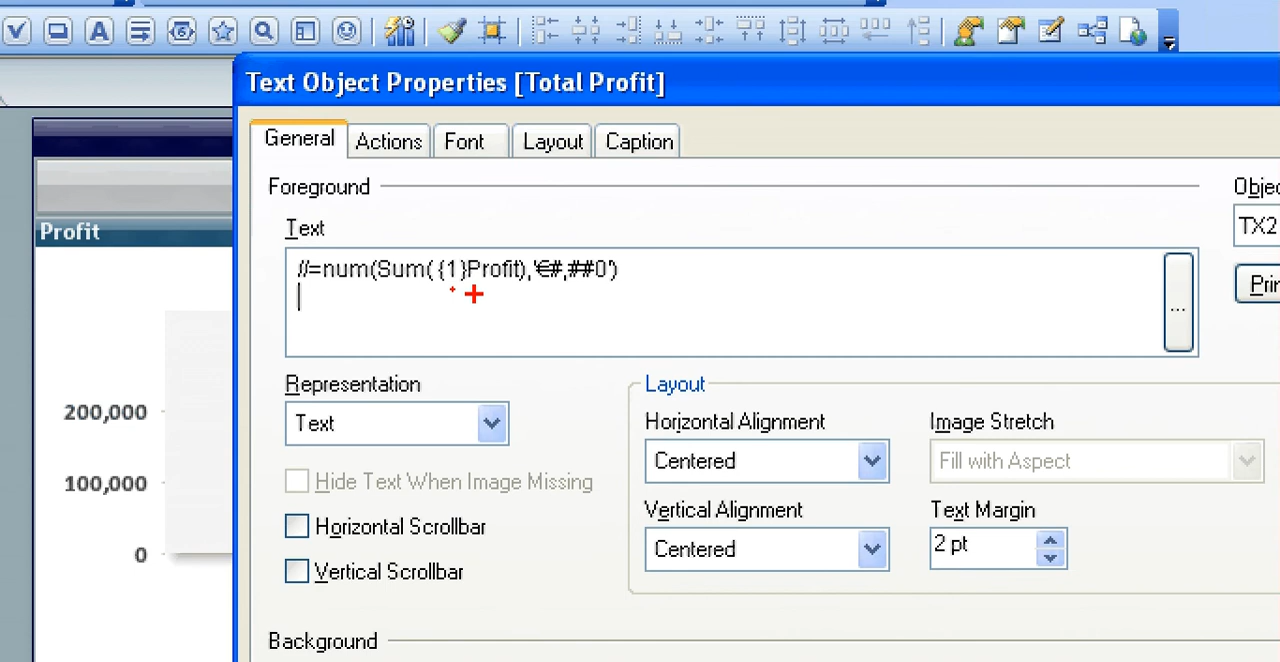 Text Object Properties [Total Profit]
General Actions Font Layout Caption
Foreground
Text
//=num(Sum( {1}Profit),'€#,##0')
...
Representation
Text
Hide Text When Image Missing
Horizontal Scrollbar
Vertical Scrollbar
Layout
Horizontal Alignment
Centered
Vertical Alignment
Centered
Image Stretch
Fill with Aspect
Text Margin
2 pt
Background
TX2
Profit
200,000
100,000
0